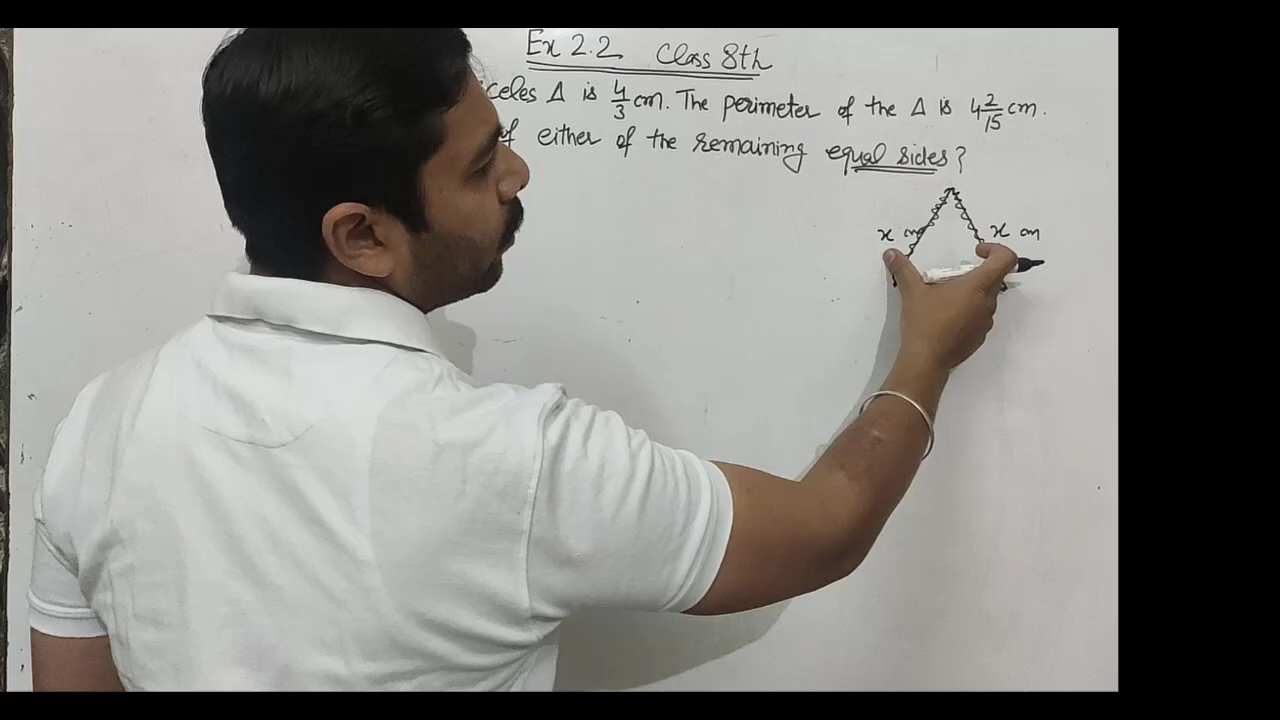 Ex 2.2 Class 8th
celes Δ is 4/3 cm. The perimeter of the Δ is 4 2/15 cm.
of either of the remaining equal sides?
x cm x cm